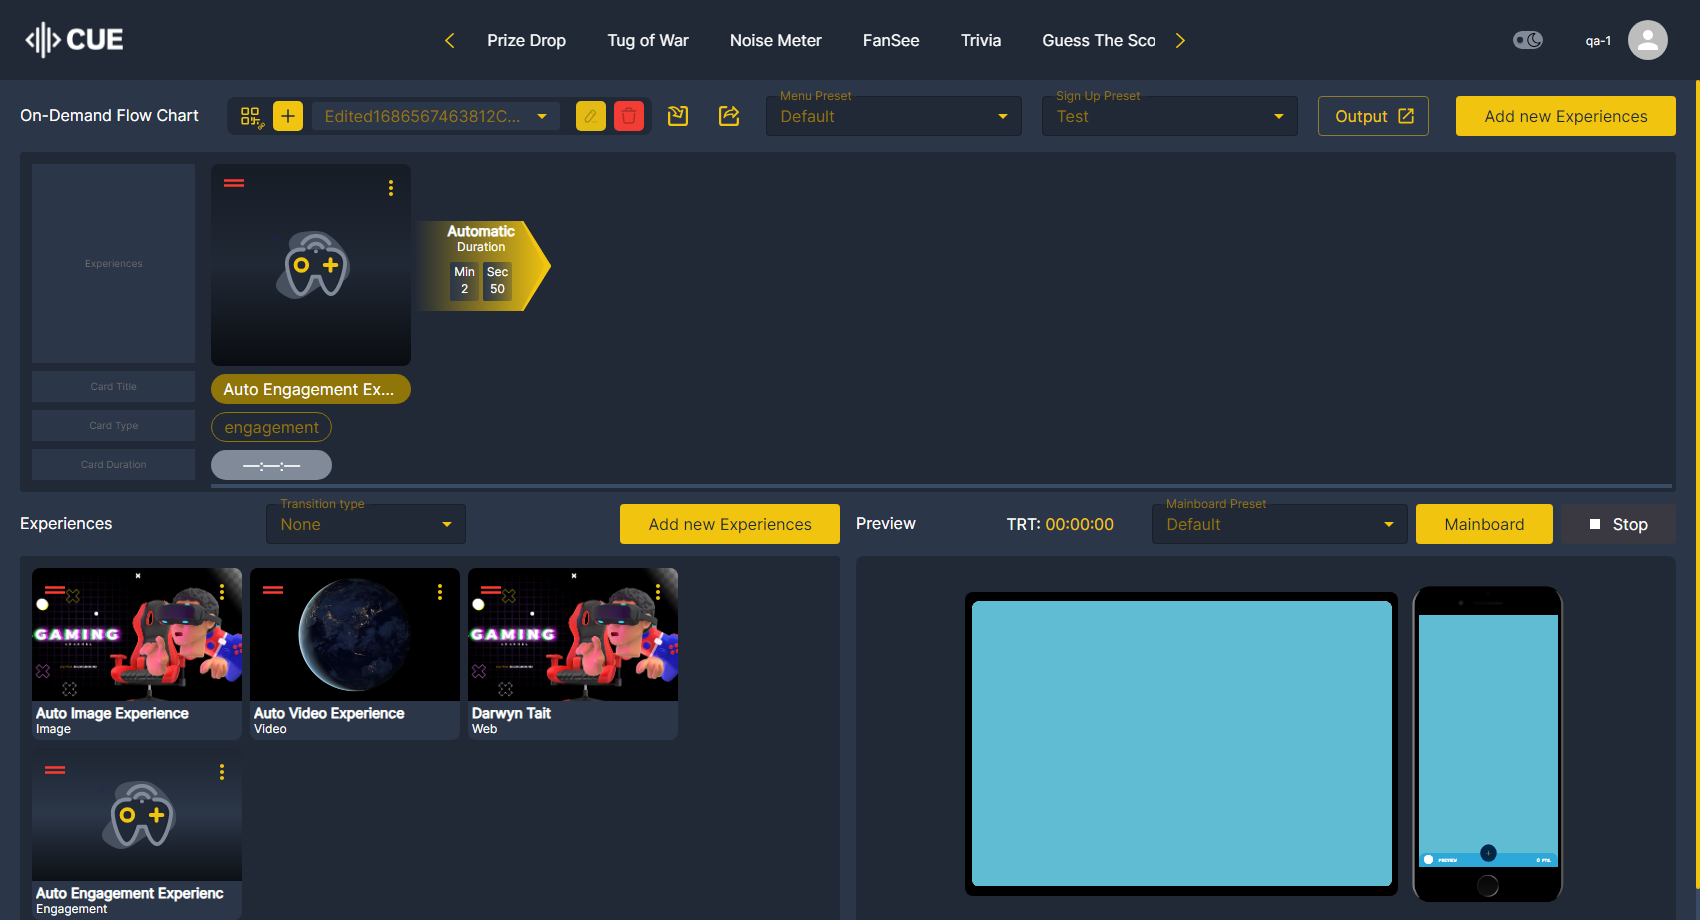 CUE
Prize Drop
Tug of War
Noise Meter
FanSee
Trivia
Guess The Sco
qa-1
On-Demand Flow Chart
Edited1686567463812C...
Menu Preset
Default
Sign Up Preset
Test
Output
Add new Experiences
Experiences
Automatic
Duration
Min Sec
2 50
Card Title
Auto Engagement Ex...
Card Type
engagement
Card Duration
—:—:—
Experiences
Transition type
None
Add new Experiences
Preview
TRT: 00:00:00
Mainboard Preset
Default
Mainboard
Stop
GAMING
Auto Image Experience
Image
Auto Video Experience
Video
GAMING
Darwyn Tait
Web
Auto Engagement Experienc
Engagement
PREVIEW
0 PTS.